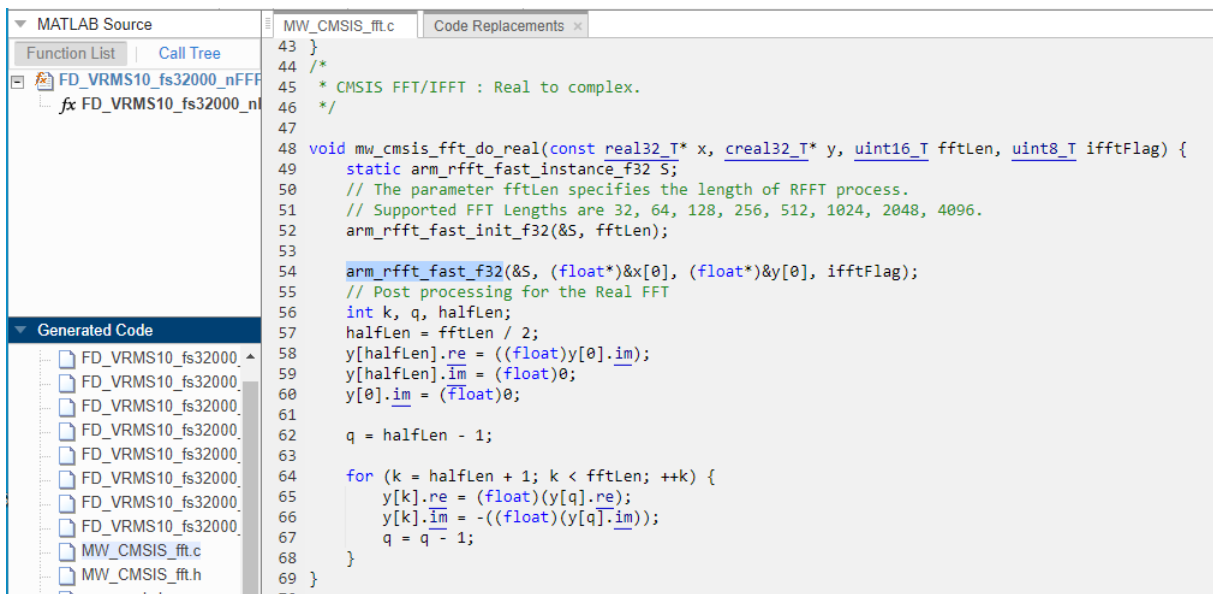 MATLAB Source
Function List
Call Tree
FD_VRMS10_fs32000_nFFF
fx FD_VRMS10_fs32000_nl
Generated Code
FD_VRMS10_fs32000_
FD_VRMS10_fs32000_
FD_VRMS10_fs32000
FD_VRMS10_fs32000_
FD_VRMS10_fs32000_
FD_VRMS10_fs32000_
FD_VRMS10_fs32000_
FD_VRMS10_fs32000_
MW_CMSIS_fft.c
MW_CMSIS_fft.h
MW_CMSIS_fft.c
Code Replacements ×
43 }
44 /*
45 * CMSIS FFT/IFFT : Real to complex.
46 */
47
48 void mw_cmsis_fft_do_real(const real32_T* x, creal32_T* y, uint16_T fftLen, uint8_T ifftFlag) {
49 static arm_rfft_fast_instance_f32 S;
50 // The parameter fftLen specifies the length of RFFT process.
51 // Supported FFT Lengths are 32, 64, 128, 256, 512, 1024, 2048, 4096.
52 arm_rfft_fast_init_f32(&S, fftLen);
53
54 arm_rfft_fast_f32(&S, (float*)&x[0], (float*)&y[0], ifftFlag);
55 // Post processing for the Real FFT
56 int k, q, halfLen;
57 halfLen = fftLen / 2;
58 y[halfLen].re = ((float)y[0].im);
59 y[halfLen].im = (float)0;
60 y[0].im = (float)0;
61
62 q = halfLen - 1;
63
64 for (k = halfLen + 1; k < fftLen; ++k) {
65 y[k].re = (float)(y[q].re);
66 y[k].im = -((float)(y[q].im));
67 q = q - 1;
68 }
69 }